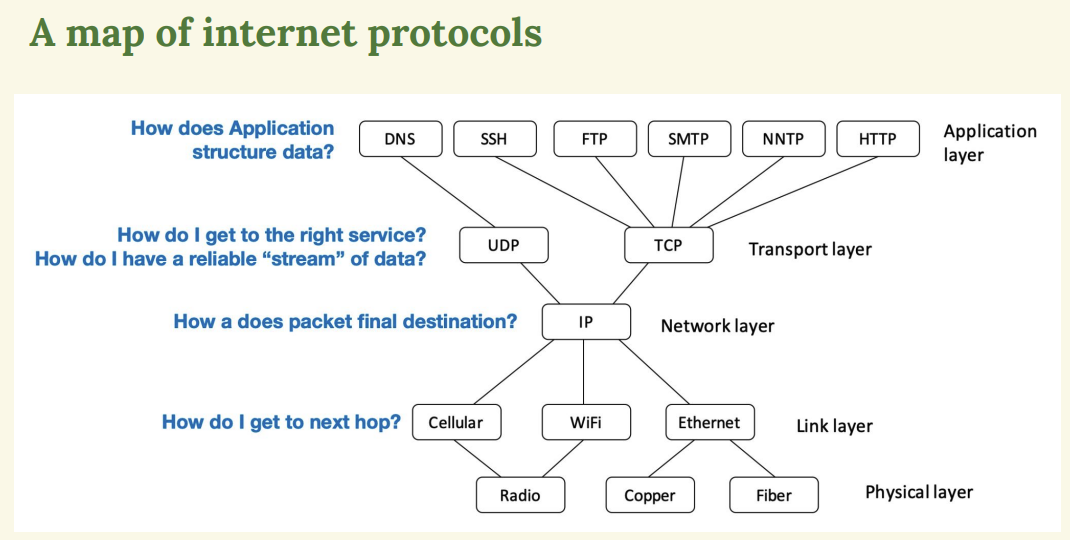 A map of internet protocols
How does Application
structure data?
DNS
SSH
FTP
SMTP
NNTP
HTTP
Application
layer
How do I get to the right service?
How do I have a reliable “stream” of data?
UDP
TCP
Transport layer
How a does packet final destination?
IP
Network layer
How do I get to next hop?
Cellular
WiFi
Ethernet
Link layer
Radio
Copper
Fiber
Physical layer